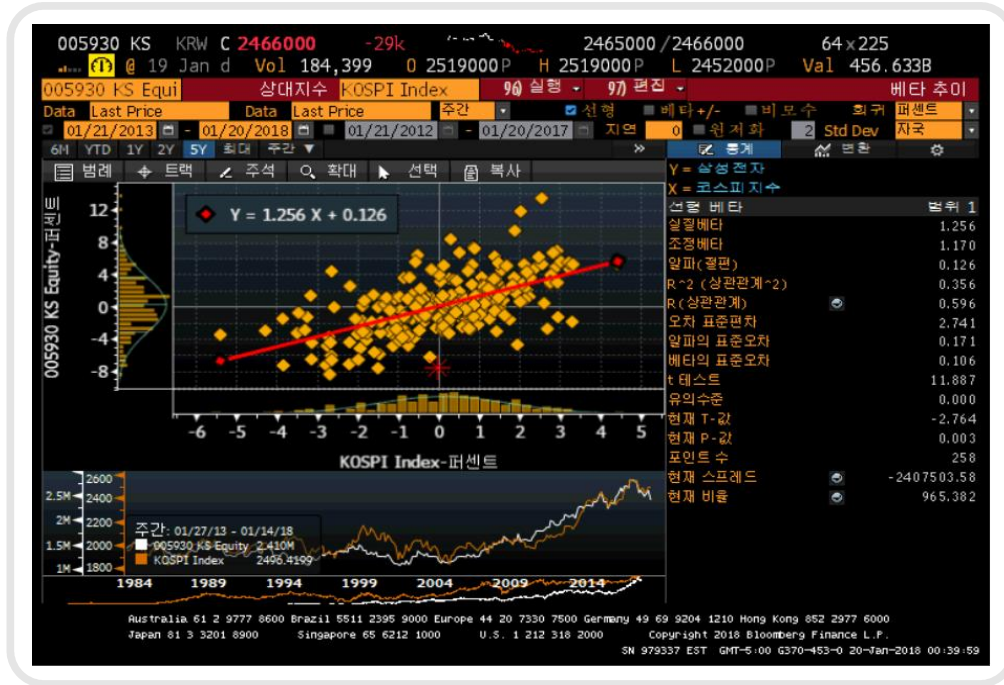 005930 KS KRW C 2466000 -29k 2465000 / 2466000 64 x 225
@ 19 Jan d Vol 184,399 O 2519000P H 2519000P L 2452000P Val 456.633B
005930 KS Equi 상대지수 KOSPI Index 96) 실행 97) 편집 베타 추이
Data Last Price Data Last Price 주간 선형 베타+/- 비모수 회귀 퍼센트
01/21/2013 - 01/20/2018 01/21/2012 - 01/20/2017 지연 0 원저화 2 Std Dev 자국
6M YTD 1Y 2Y 5Y 최대 주간 ▼ » 통계 변환
범례 트랙 주석 확대 선택 복사
Y = 삼성전자
X = 코스피지수
선형 베타 범위 1
실질베타 1.256
조정베타 1.170
알파(절편) 0.126
R^2 (상관관계^2) 0.356
R(상관관계) 0.596
오차 표준편차 2.741
알파의 표준오차 0.171
베타의 표준오차 0.106
t 테스트 11.887
유의수준 0.000
현재 T-값 -2.764
현재 P-값 0.003
포인트 수 258
현재 스프레드 -2407503.58
현재 비율 965.382
Y = 1.256 X + 0.126
005930 KS Equity-퍼센트
12
8
4
0
-4
-8
-6 -5 -4 -3 -2 -1 0 1 2 3 4 5
KOSPI Index-퍼센트
2600
2.5M 2400
2M 2200
1.5M 2000
1M 1800
주간: 01/27/13 - 01/14/18
005930 KS Equity 2.410M
KOSPI Index 2496.4199
1984 1989 1994 1999 2004 2009 2014
Australia 61 2 9777 8600 Brazil 5511 2395 9000 Europe 44 20 7330 7500 Germany 49 69 9204 1210 Hong Kong 852 2977 6000
Japan 81 3 3201 8900 Singapore 65 6212 1000 U.S. 1 212 318 2000 Copyright 2018 Bloomberg Finance L.P.
SN 979337 EST GMT-5:00 G370-453-0 20-Jan-2018 00:39:59